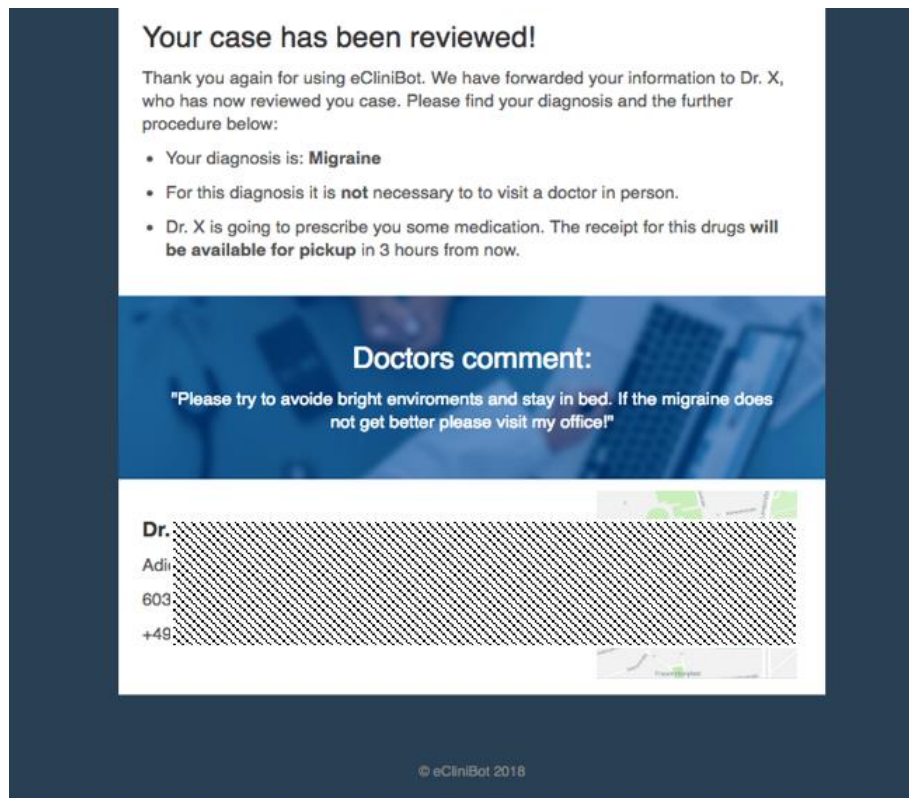 Your case has been reviewed!
Thank you again for using eCliniBot. We have forwarded your information to Dr. X,
who has now reviewed you case. Please find your diagnosis and the further
procedure below:
• Your diagnosis is: Migraine
• For this diagnosis it is not necessary to to visit a doctor in person.
• Dr. X is going to prescribe you some medication. The receipt for this drugs will
be available for pickup in 3 hours from now.
Doctors comment:
"Please try to avoide bright enviroments and stay in bed. If the migraine does
not get better please visit my office!"
Dr.
603
+49
© eCliniBot 2018